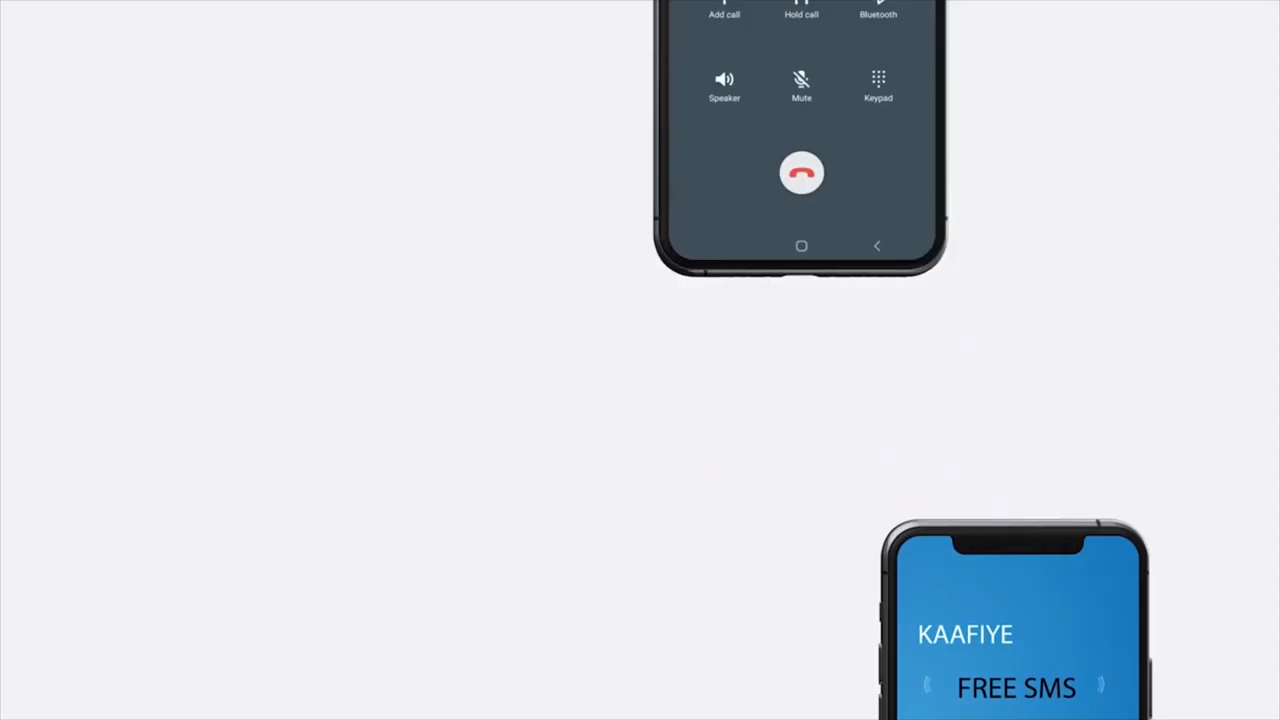 Add call Hold call Bluetooth
Speaker Mute Keypad
KAAFIYE
FREE SMS